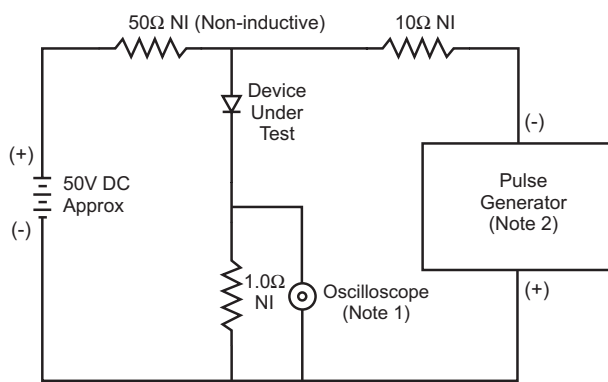 50Ω NI (Non-inductive)
10Ω NI
Device
Under
Test
(-)
(+)
50V DC
Approx
(-)
Pulse
Generator
(Note 2)
1.0Ω
NI
Oscilloscope
(Note 1)
(+)